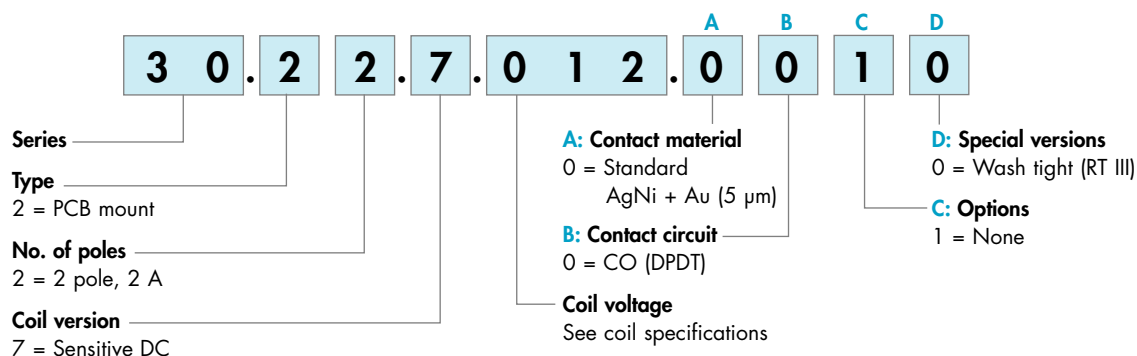 A B C D
3 0 . 2 2 . 7 . 0 1 2 . 0 0 1 0
Series
Type
2 = PCB mount
No. of poles
2 = 2 pole, 2 A
Coil version
7 = Sensitive DC
A: Contact material
0 = Standard
AgNi + Au (5 µm)
B: Contact circuit
0 = CO (DPDT)
Coil voltage
See coil specifications
D: Special versions
0 = Wash tight (RT III)
C: Options
1 = None